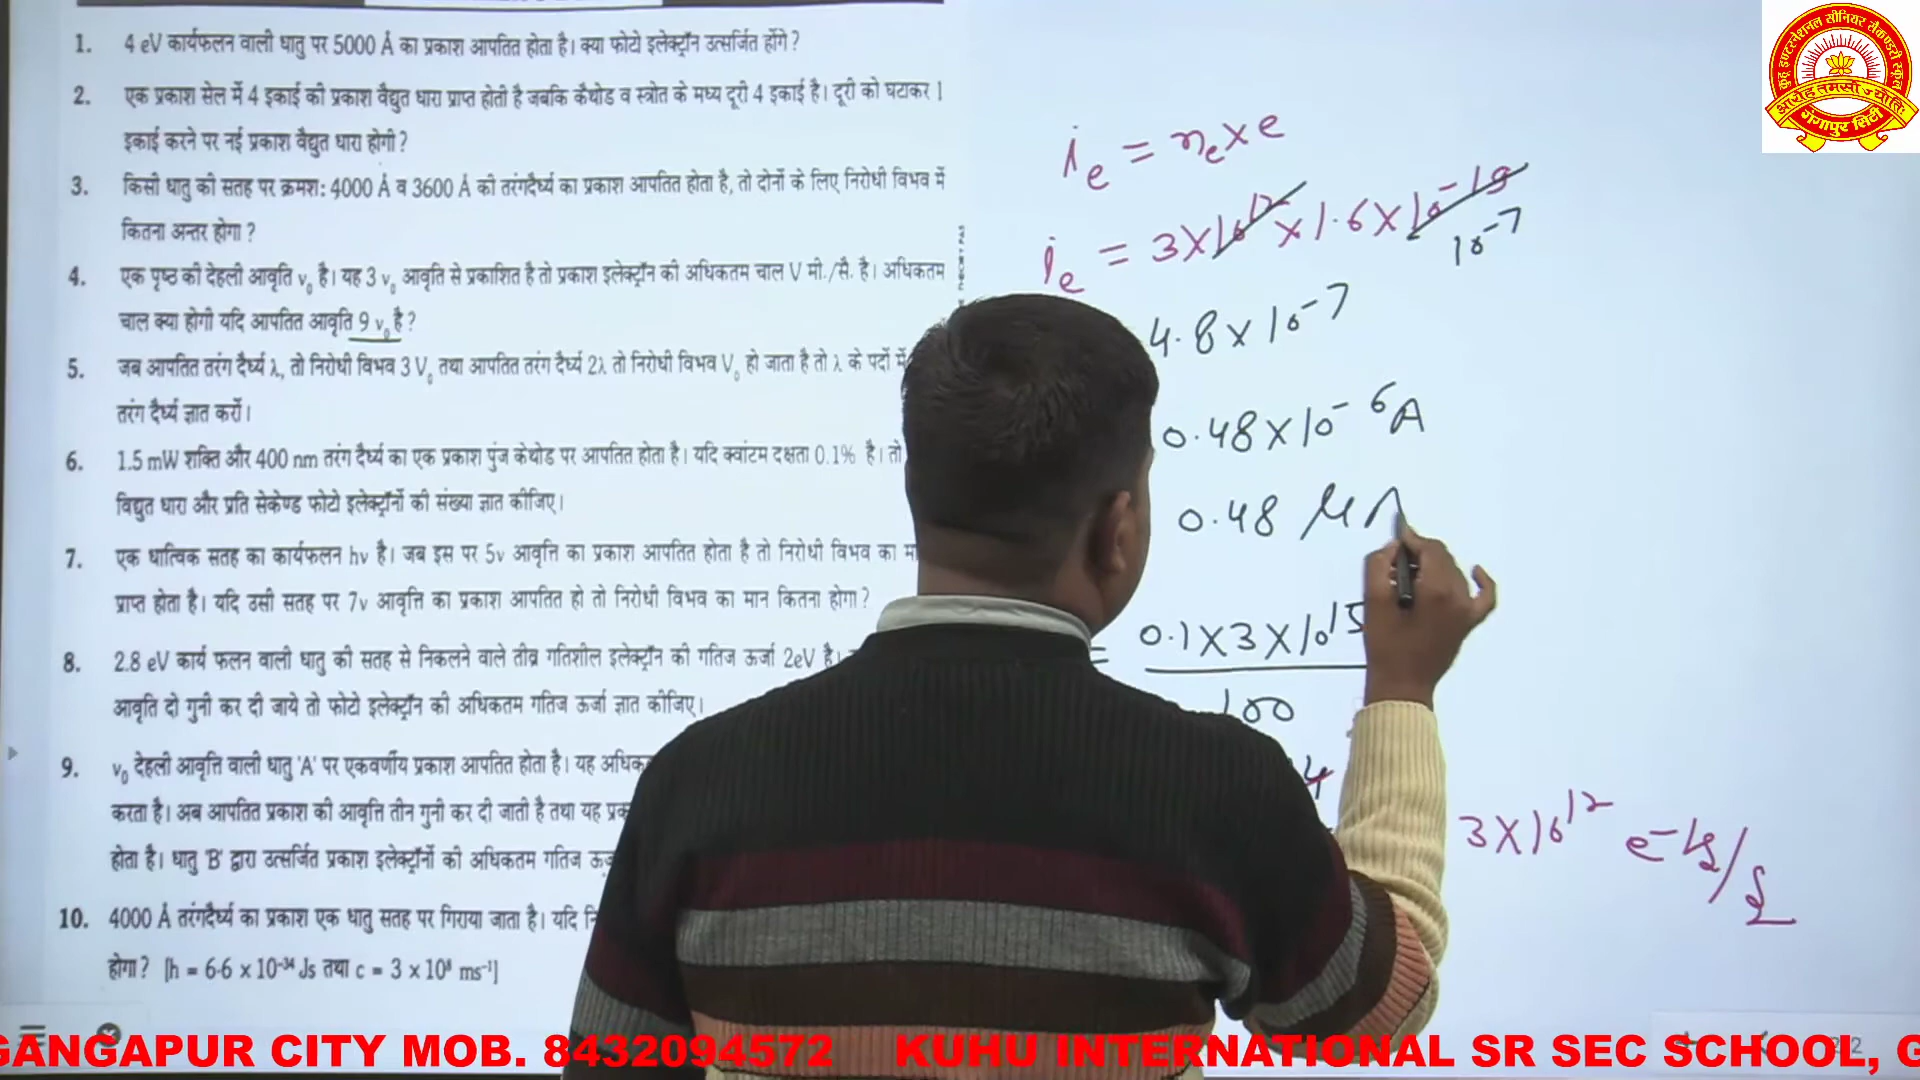 1. 4 eV कार्यफलन वाली धातु पर 5000 Å का प्रकाश आपतित होता है। क्या फोटो इलेक्ट्रॉन उत्सर्जित होंगे?
2. एक प्रकाश सेल में 4 इकाई की प्रकाश वैद्युत धारा प्राप्त होती है जबकि कैथोड व स्त्रोत के मध्य दूरी 4 इकाई है। दूरी को घटाकर 1
इकाई करने पर नई प्रकाश वैद्युत धारा होगी?
3. किसी धातु की सतह पर क्रमश: 4000 Å व 3600 Å की तरंगदैर्ध्य का प्रकाश आपतित होता है, तो दोनों के लिए निरोधी विभव में
कितना अन्तर होगा?
4. एक पृष्ठ की देहली आवृति v₀ है। यह 3 v₀ आवृति से प्रकाशित है तो प्रकाश इलेक्ट्रॉन की अधिकतम चाल V मी./सै. है। अधिकतम
चाल क्या होगी यदि आपतित आवृति 9 v₀ है?
5. जब आपतित तरंग दैर्ध्य λ, तो निरोधी विभव 3 V₀ तथा आपतित तरंग दैर्ध्य 2λ तो निरोधी विभव V₀ हो जाता है तो λ के पदों में
तरंग दैर्ध्य ज्ञात करों।
6. 1.5 mW शक्ति और 400 nm तरंग दैर्ध्य का एक प्रकाश पुंज केथोड पर आपतित होता है। यदि क्वांटम दक्षता 0.1% है। तो
विद्युत धारा और प्रति सेकेण्ड फोटो इलेक्ट्रॉनों की संख्या ज्ञात कीजिए।
7. एक धात्विक सतह का कार्यफलन hv है। जब इस पर 5v आवृत्ति का प्रकाश आपतित होता है तो निरोधी विभव का
प्राप्त होता है। यदि उसी सतह पर 7v आवृत्ति का प्रकाश आपतित हो तो निरोधी विभव का मान कितना होगा?
8. 2.8 eV कार्य फलन वाली धातु की सतह से निकलने वाले तीव्र गतिशील इलेक्ट्रॉन की गतिज ऊर्जा 2eV है।
आवृति दो गुनी कर दी जाये तो फोटो इलेक्ट्रॉन की अधिकतम गतिज ऊर्जा ज्ञात कीजिए।
9. v₀ देहली आवृत्ति वाली धातु 'A' पर एकवर्णीय प्रकाश आपतित होता है। यह
करता है। अब आपतित प्रकाश की आवृत्ति तीन गुनी कर दी जाती है तथा यह
होता है। धातु 'B' द्वारा उत्सर्जित प्रकाश इलेक्ट्रॉनों की अधिकतम गतिज
10. 4000 Å तरंगदैर्ध्य का प्रकाश एक धातु सतह पर गिराया जाता है। यदि
होगा? [h = 6·6 × 10⁻³⁴ Js तथा c = 3 × 10⁸ ms⁻¹]
iₑ = nₑ×e
iₑ = 3×10¹²×1.6×10⁻¹⁹
10⁻⁷
4.8×10⁻⁷
0.48×10⁻⁶A
0.48 μA
= 0.1×3×10¹⁵
100
3×10¹² e⁻/s
कुहू इण्टरनेशनल सीनियर सैकण्डरी स्कूल
आरोह तमसो ज्योतिः
गंगापुर सिटी
GANGAPUR CITY MOB. 8432094572 KUHU INTERNATIONAL SR SEC SCHOOL, G